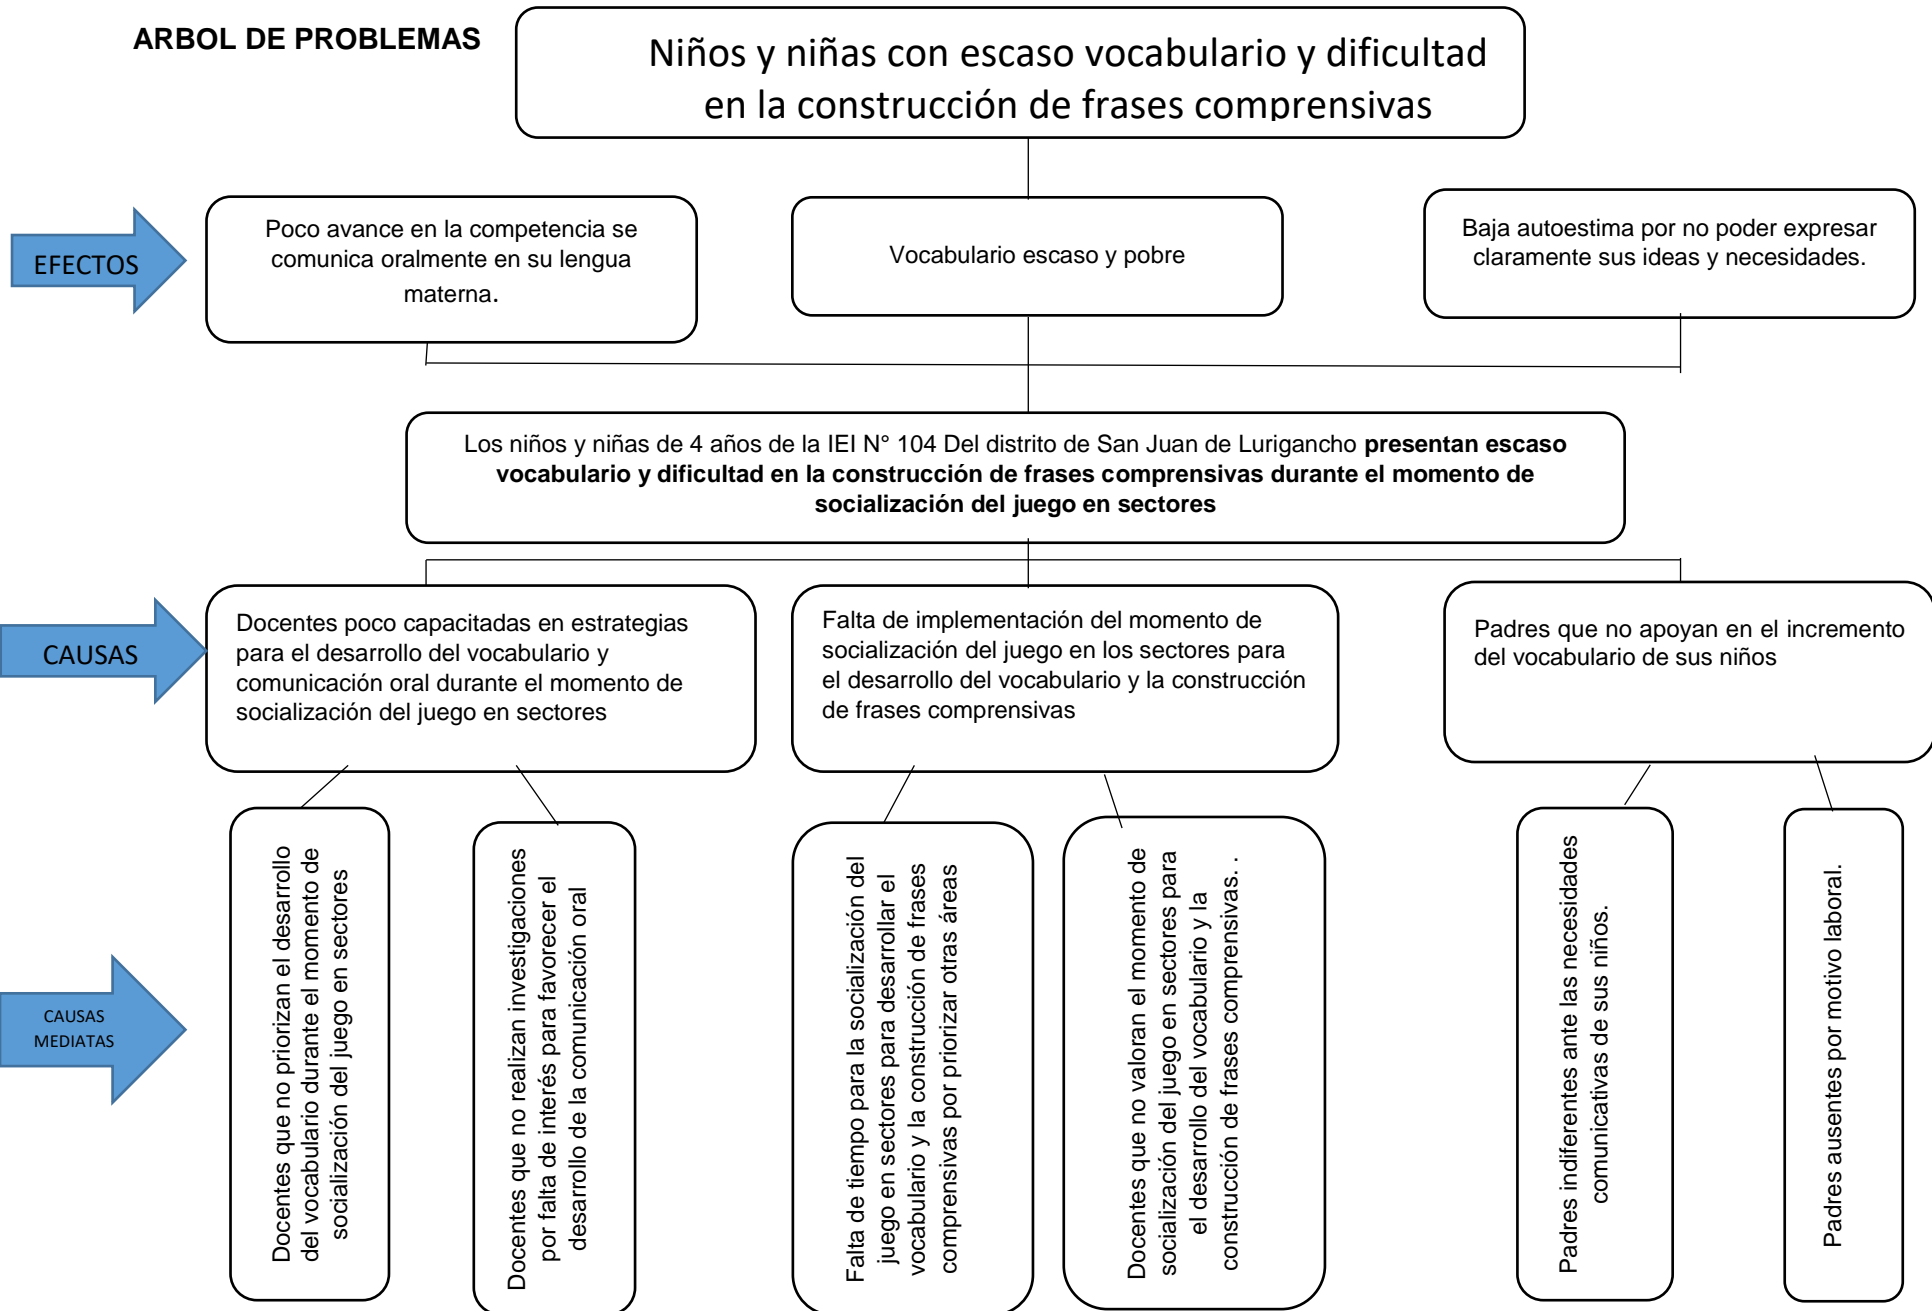 ARBOL DE PROBLEMAS
Niños y niñas con escaso vocabulario y dificultad
en la construcción de frases comprensivas
EFECTOS
Poco avance en la competencia se
comunica oralmente en su lengua
materna.
Vocabulario escaso y pobre
Baja autoestima por no poder expresar
claramente sus ideas y necesidades.
Los niños y niñas de 4 años de la IEI N° 104 Del distrito de San Juan de Lurigancho presentan escaso
vocabulario y dificultad en la construcción de frases comprensivas durante el momento de
socialización del juego en sectores
CAUSAS
Docentes poco capacitadas en estrategias
para el desarrollo del vocabulario y
comunicación oral durante el momento de
socialización del juego en sectores
Falta de implementación del momento de
socialización del juego en los sectores para
el desarrollo del vocabulario y la construcción
de frases comprensivas
Padres que no apoyan en el incremento
del vocabulario de sus niños
CAUSAS
MEDIATAS
Docentes que no priorizan el desarrollo
del vocabulario durante el momento de
socialización del juego en sectores
Docentes que no realizan investigaciones
por falta de interés para favorecer el
desarrollo de la comunicación oral
Falta de tiempo para la socialización del
juego en sectores para desarrollar el
vocabulario y la construcción de frases
comprensivas por priorizar otras áreas
Docentes que no valoran el momento de
socialización del juego en sectores para
el desarrollo del vocabulario y la
construcción de frases comprensivas. .
Padres indiferentes ante las necesidades
comunicativas de sus niños.
Padres ausentes por motivo laboral.